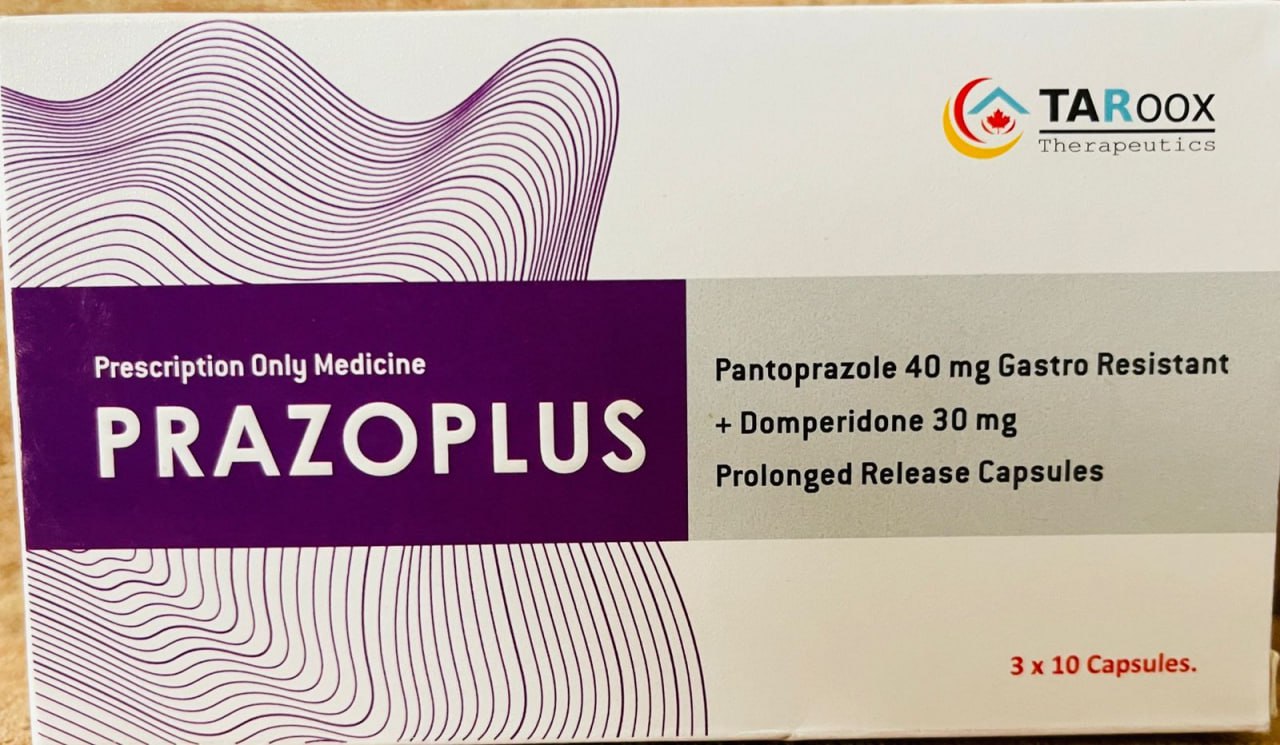 TARoox
Therapeutics
Prescription Only Medicine
PRAZOPLUS
Pantoprazole 40 mg Gastro Resistant
+ Domperidone 30 mg
Prolonged Release Capsules
3 x 10 Capsules.